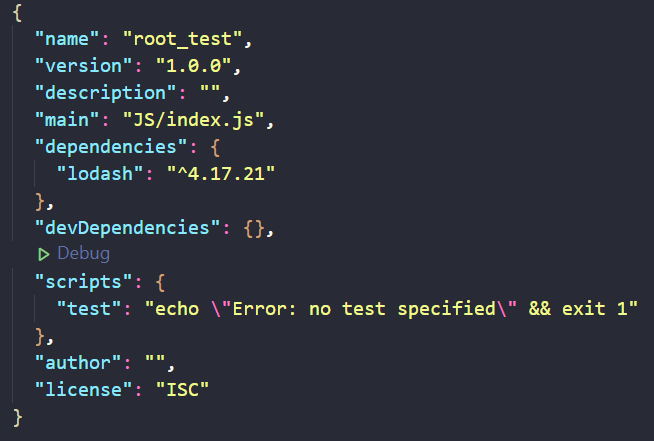 {
  "name": "root_test",
  "version": "1.0.0",
  "description": "",
  "main": "JS/index.js",
  "dependencies": {
    "lodash": "^4.17.21"
  },
  "devDependencies": {},
  Debug
  "scripts": {
    "test": "echo \"Error: no test specified\" && exit 1"
  },
  "author": "",
  "license": "ISC"
}